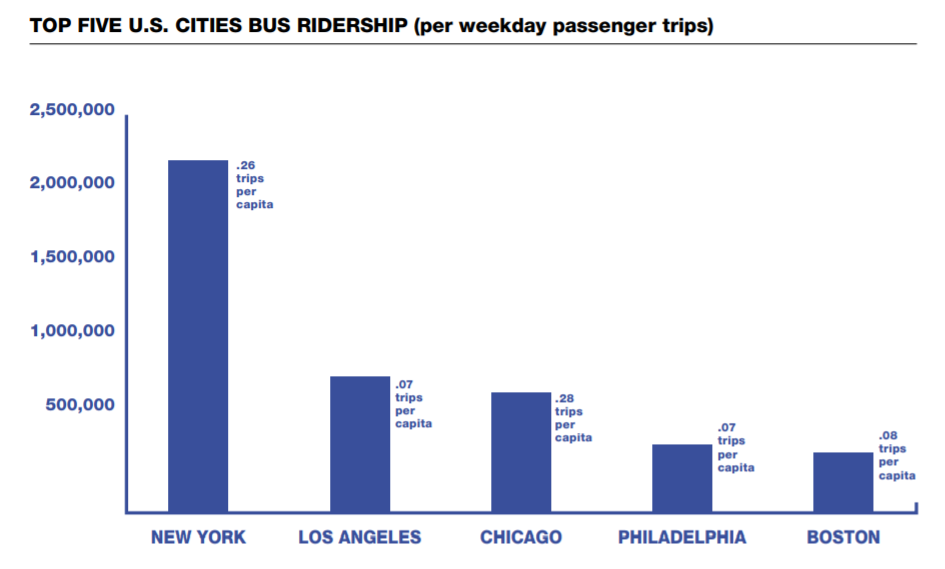 TOP FIVE U.S. CITIES BUS RIDERSHIP (per weekday passenger trips)
2,500,000
2,000,000
1,500,000
1,000,000
500,000
.26
trips
per
capita
.07
trips
per
capita
.28
trips
per
capita
.07
trips
per
capita
.08
trips
per
capita
NEW YORK
LOS ANGELES
CHICAGO
PHILADELPHIA
BOSTON